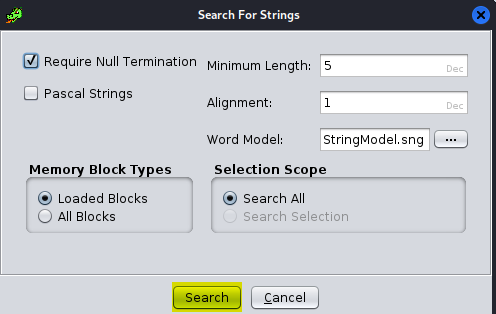 Search For Strings
Require Null Termination
Minimum Length: 5 Dec
Pascal Strings
Alignment: 1 Dec
Word Model: StringModel.sng ...
Memory Block Types
Selection Scope
Loaded Blocks
All Blocks
Search All
Search Selection
Search
Cancel